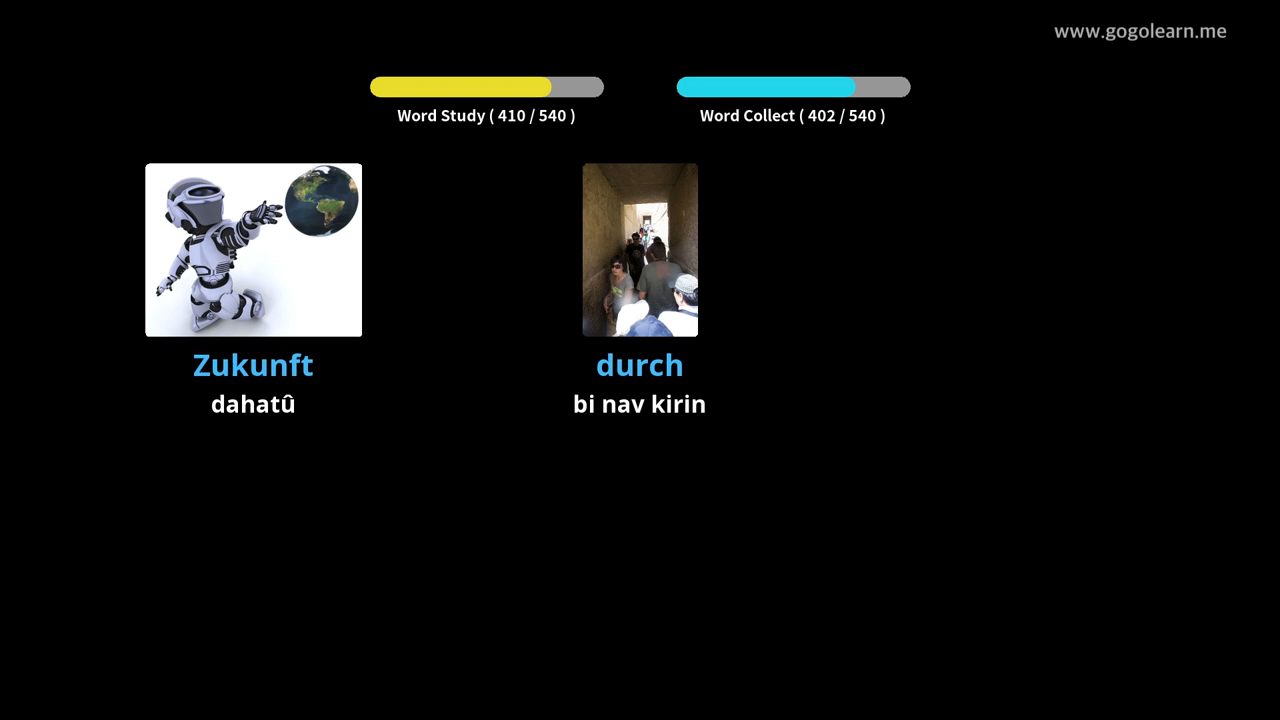 www.gogolearn.me
Word Study ( 410 / 540 )
Word Collect ( 402 / 540 )
Zukunft
dahatû
durch
bi nav kirin